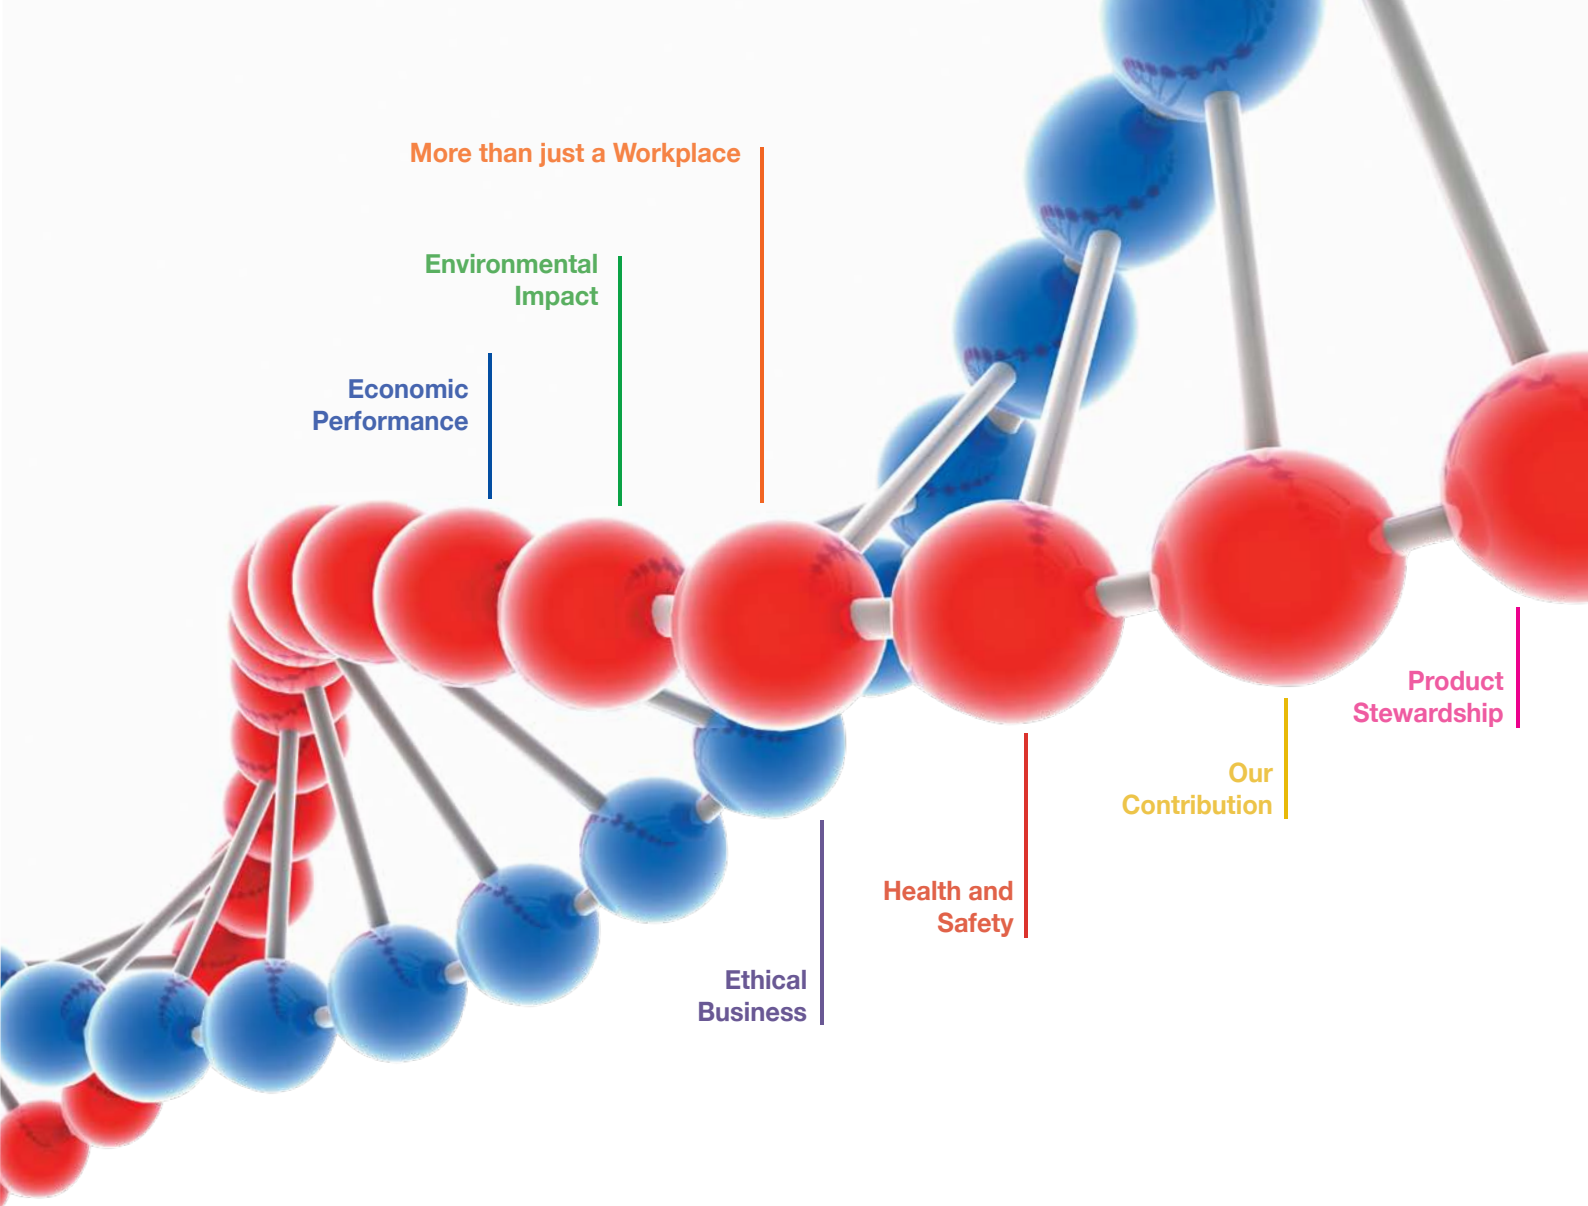 More than just a Workplace
Environmental
Impact
Economic
Performance
Product
Stewardship
Our
Contribution
Health and
Safety
Ethical
Business